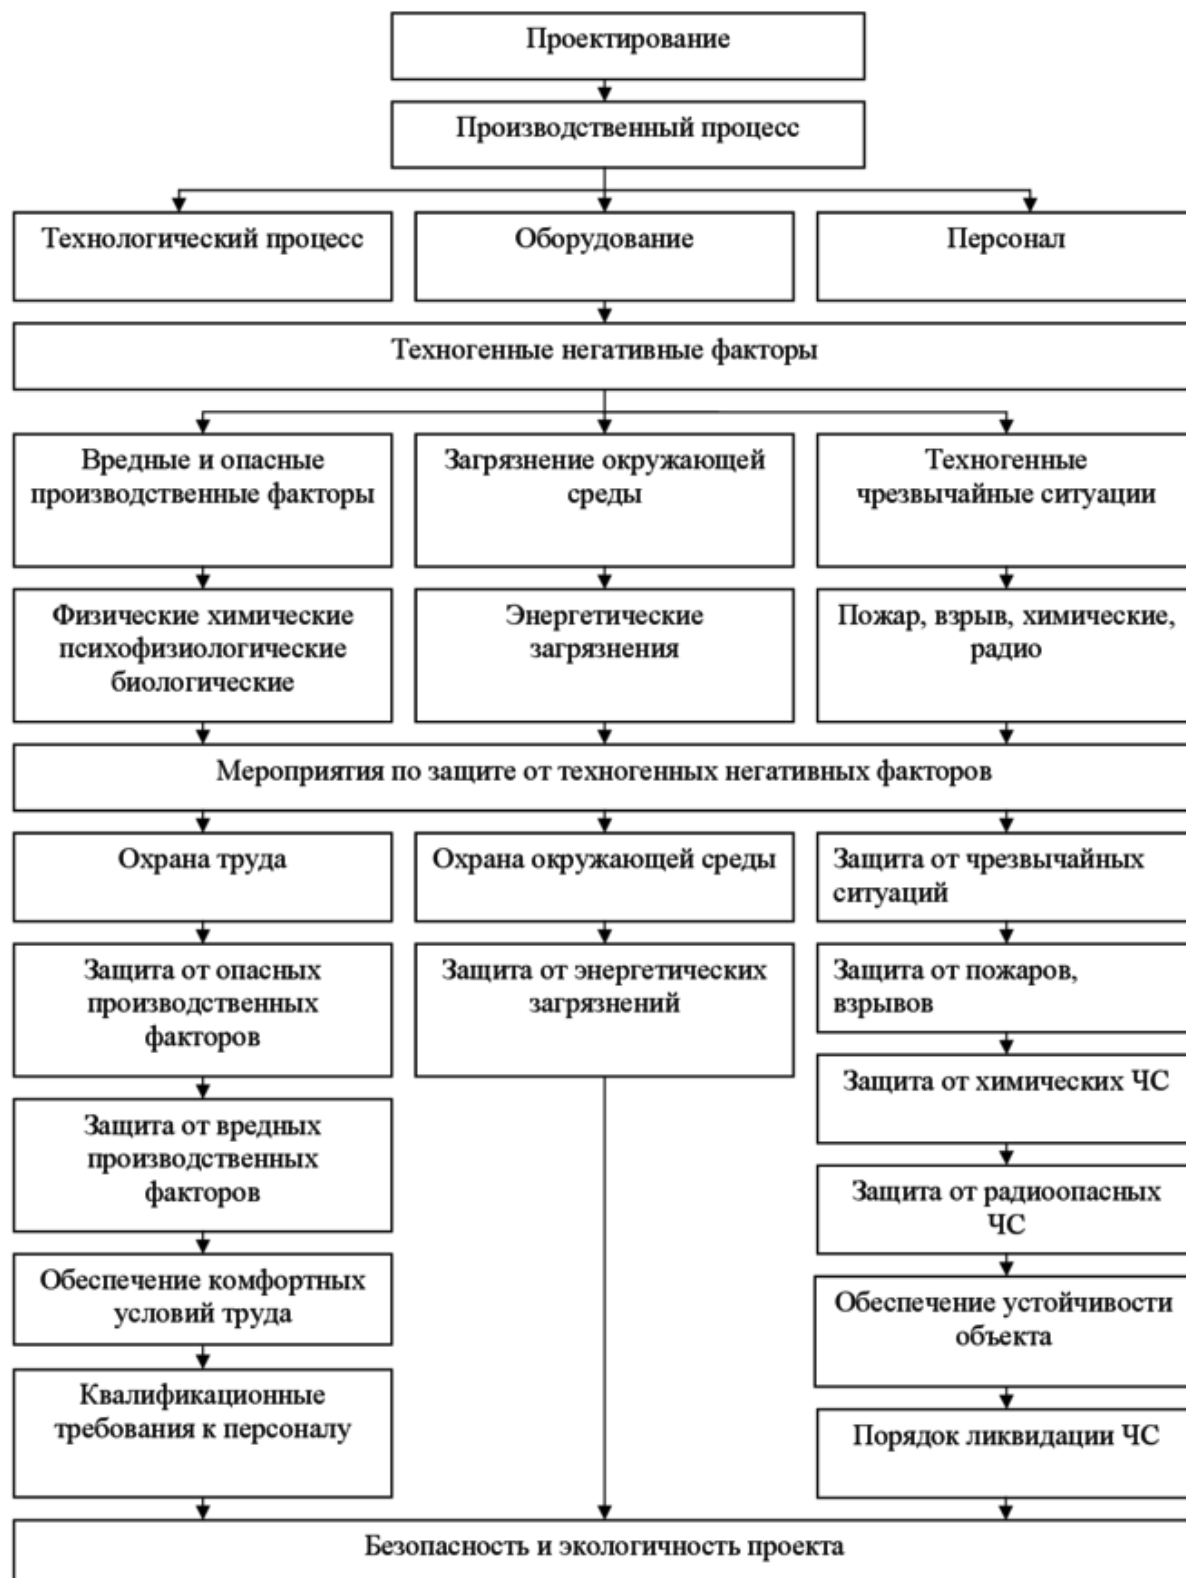 Проектирование
Производственный процесс
Технологический процесс
Оборудование
Персонал
Техногенные негативные факторы
Вредные и опасные
производственные факторы
Загрязнение окружающей
среды
Техногенные
чрезвычайные ситуации
Физические химические
психофизиологические
биологические
Энергетические
загрязнения
Пожар, взрыв, химические,
радио
Мероприятия по защите от техногенных негативных факторов
Охрана труда
Охрана окружающей среды
Защита от чрезвычайных
ситуаций
Защита от опасных
производственных
факторов
Защита от энергетических
загрязнений
Защита от пожаров,
взрывов
Защита от химических ЧС
Защита от вредных
производственных
факторов
Защита от радиоопасных
ЧС
Обеспечение комфортных
условий труда
Обеспечение устойчивости
объекта
Квалификационные
требования к персоналу
Порядок ликвидации ЧС
Безопасность и экологичность проекта